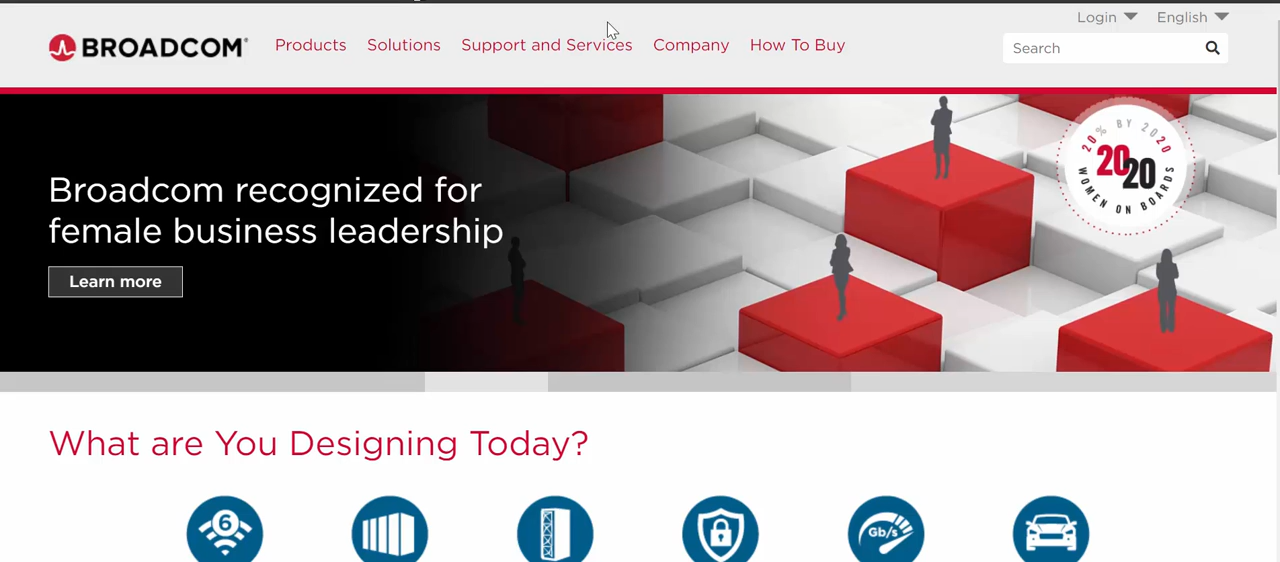 Login English
BROADCOM
Products Solutions Support and Services Company How To Buy
Search
Broadcom recognized for
female business leadership
Learn more
20% BY 2020
2020
WOMEN ON BOARDS
What are You Designing Today?
6
Gb/s